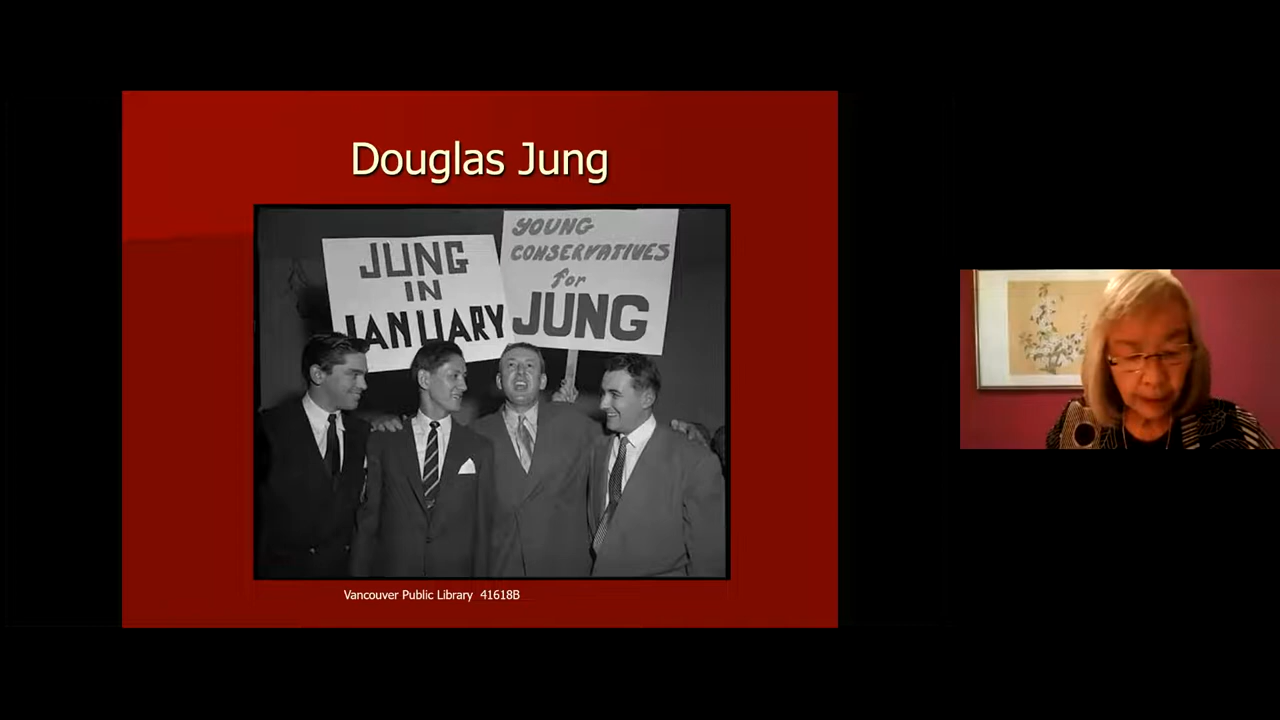 Douglas Jung
JUNG
IN
JANUARY
YOUNG
CONSERVATIVES
for
JUNG
Vancouver Public Library 41618B